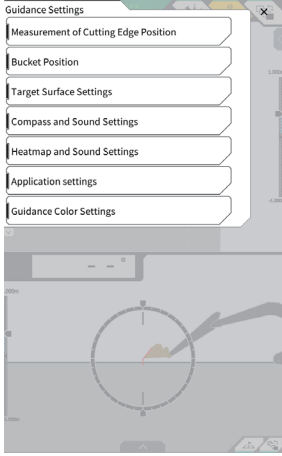 Guidance Settings
Measurement of Cutting Edge Position
Bucket Position
Target Surface Settings
Compass and Sound Settings
Heatmap and Sound Settings
Application settings
Guidance Color Settings
-- °